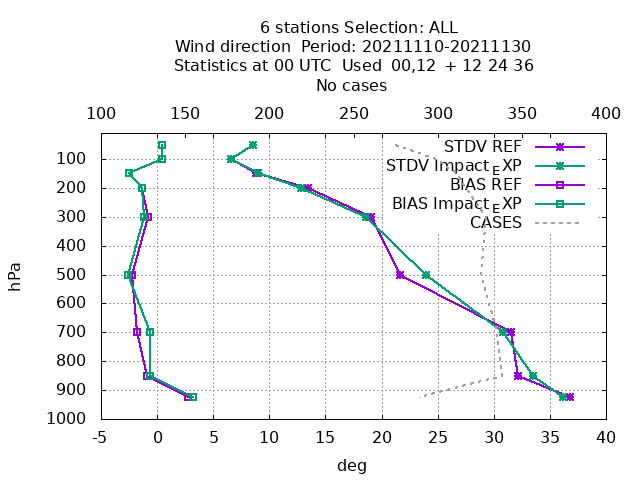 6 stations Selection: ALL
Wind direction  Period: 20211110-20211130
Statistics at 00 UTC  Used  00,12  + 12 24 36
No cases
100 150 200 250 300 350 400
STDV REF
STDV Impact_EXP
BIAS REF
BIAS Impact_EXP
CASES
hPa
100
200
300
400
500
600
700
800
900
1000
-5 0 5 10 15 20 25 30 35 40
deg